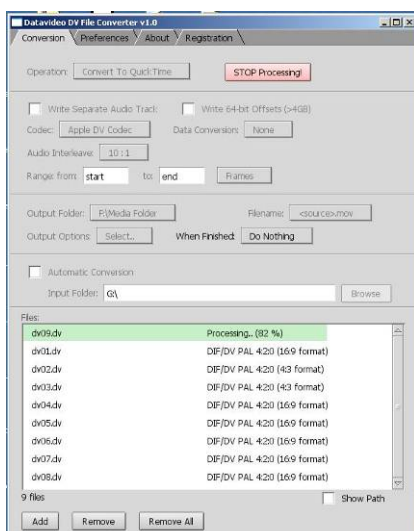 Datavideo DV File Converter v1.0
Conversion Preferences About Registration
Operation: Convert To QuickTime STOP Processing!
Write Separate Audio Track Write 64-bit Offsets (>4GB)
Codec: Apple DV Codec Data Conversion: None
Audio Interleave: 10 : 1
Range: from: start to: end Frames
Output Folder: F:\Media Folder Filename: <source>.mov
Output Options: Select... When Finished: Do Nothing
Automatic Conversion
Input Folder: G:\ Browse
Files:
dv09.dv Processing... (82 %)
dv01.dv DIF/DV PAL 4:2:0 (16:9 format)
dv02.dv DIF/DV PAL 4:2:0 (4:3 format)
dv03.dv DIF/DV PAL 4:2:0 (4:3 format)
dv04.dv DIF/DV PAL 4:2:0 (16:9 format)
dv05.dv DIF/DV PAL 4:2:0 (16:9 format)
dv06.dv DIF/DV PAL 4:2:0 (16:9 format)
dv07.dv DIF/DV PAL 4:2:0 (16:9 format)
dv08.dv DIF/DV PAL 4:2:0 (16:9 format)
9 files Show Path
Add Remove Remove All